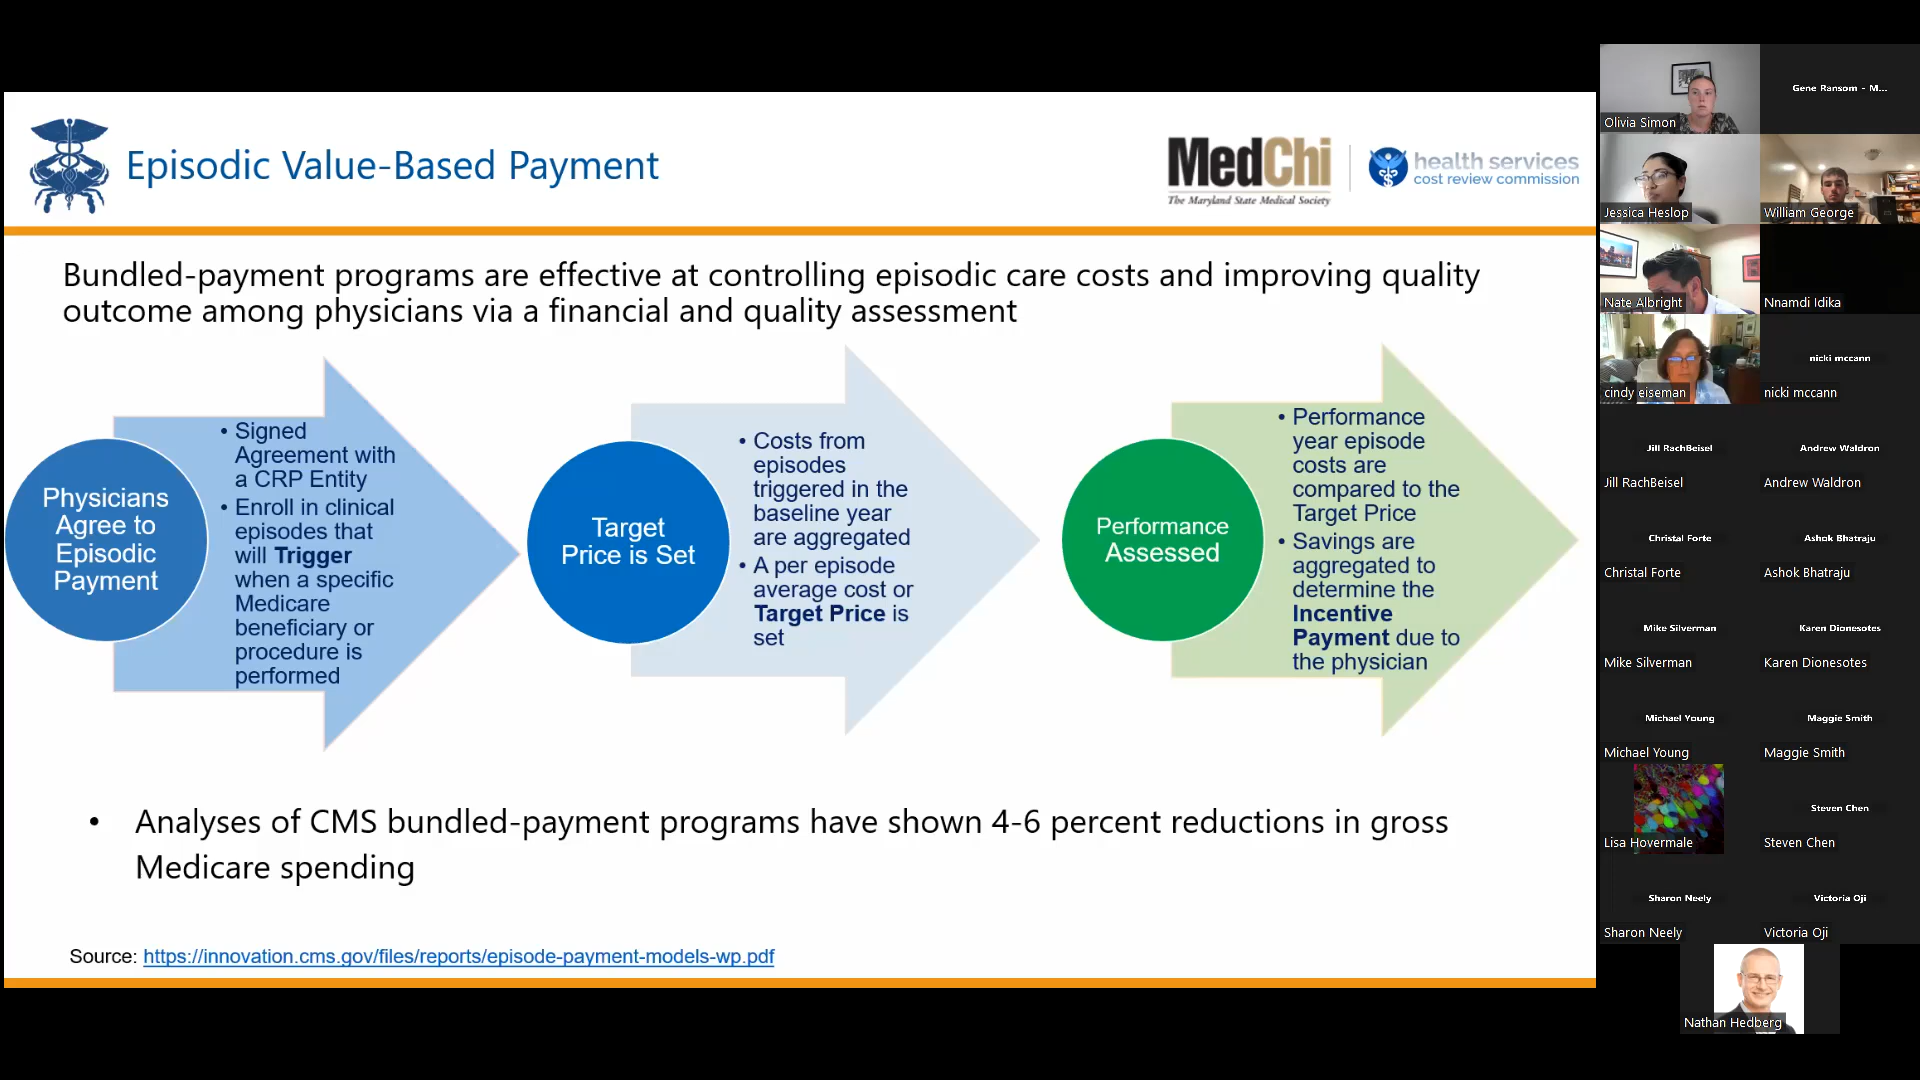 Episodic Value-Based Payment
MedChi
The Maryland State Medical Society
health services
cost review commission
Bundled-payment programs are effective at controlling episodic care costs and improving quality
outcome among physicians via a financial and quality assessment
Physicians
Agree to
Episodic
Payment
• Signed
Agreement with
a CRP Entity
• Enroll in clinical
episodes that
will Trigger
when a specific
Medicare
beneficiary or
procedure is
performed
Target
Price is Set
• Costs from
episodes
triggered in the
baseline year
are aggregated
• A per episode
average cost or
Target Price is
set
Performance
Assessed
• Performance
year episode
costs are
compared to the
Target Price
• Savings are
aggregated to
determine the
Incentive
Payment due to
the physician
• Analyses of CMS bundled-payment programs have shown 4-6 percent reductions in gross
Medicare spending
Source: https://innovation.cms.gov/files/reports/episode-payment-models-wp.pdf
Olivia Simon
Gene Ransom - M...
Jessica Heslop
William George
Nate Albright
Nnamdi Idika
cindy eiseman
nicki mccann
nicki mccann
Jill RachBeisel
Jill RachBeisel
Andrew Waldron
Andrew Waldron
Christal Forte
Christal Forte
Ashok Bhatraju
Ashok Bhatraju
Mike Silverman
Mike Silverman
Karen Dionesotes
Karen Dionesotes
Michael Young
Michael Young
Maggie Smith
Maggie Smith
Lisa Hovermale
Steven Chen
Steven Chen
Sharon Neely
Sharon Neely
Victoria Oji
Victoria Oji
Nathan Hedberg